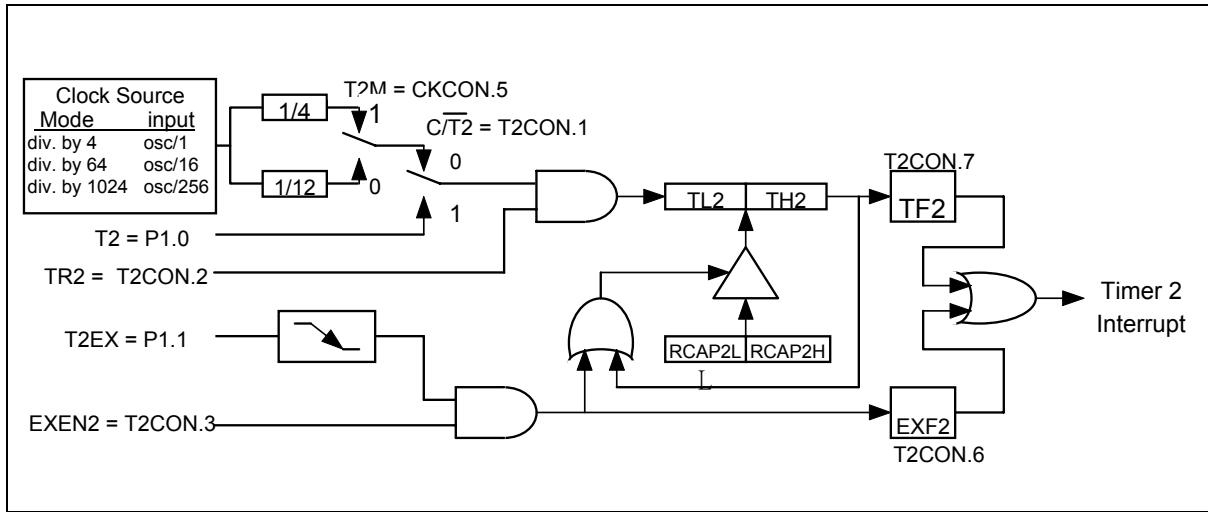 Clock Source
Mode input
div. by 4 osc/1
div. by 64 osc/16
div. by 1024 osc/256
1/4
1/12
T2M = CKCON.5
1
0
C/T2 = T2CON.1
0
1
T2 = P1.0
TR2 = T2CON.2
TL2 TH2
T2CON.7
TF2
Timer 2
Interrupt
T2EX = P1.1
RCAP2L RCAP2H
L
EXEN2 = T2CON.3
EXF2
T2CON.6